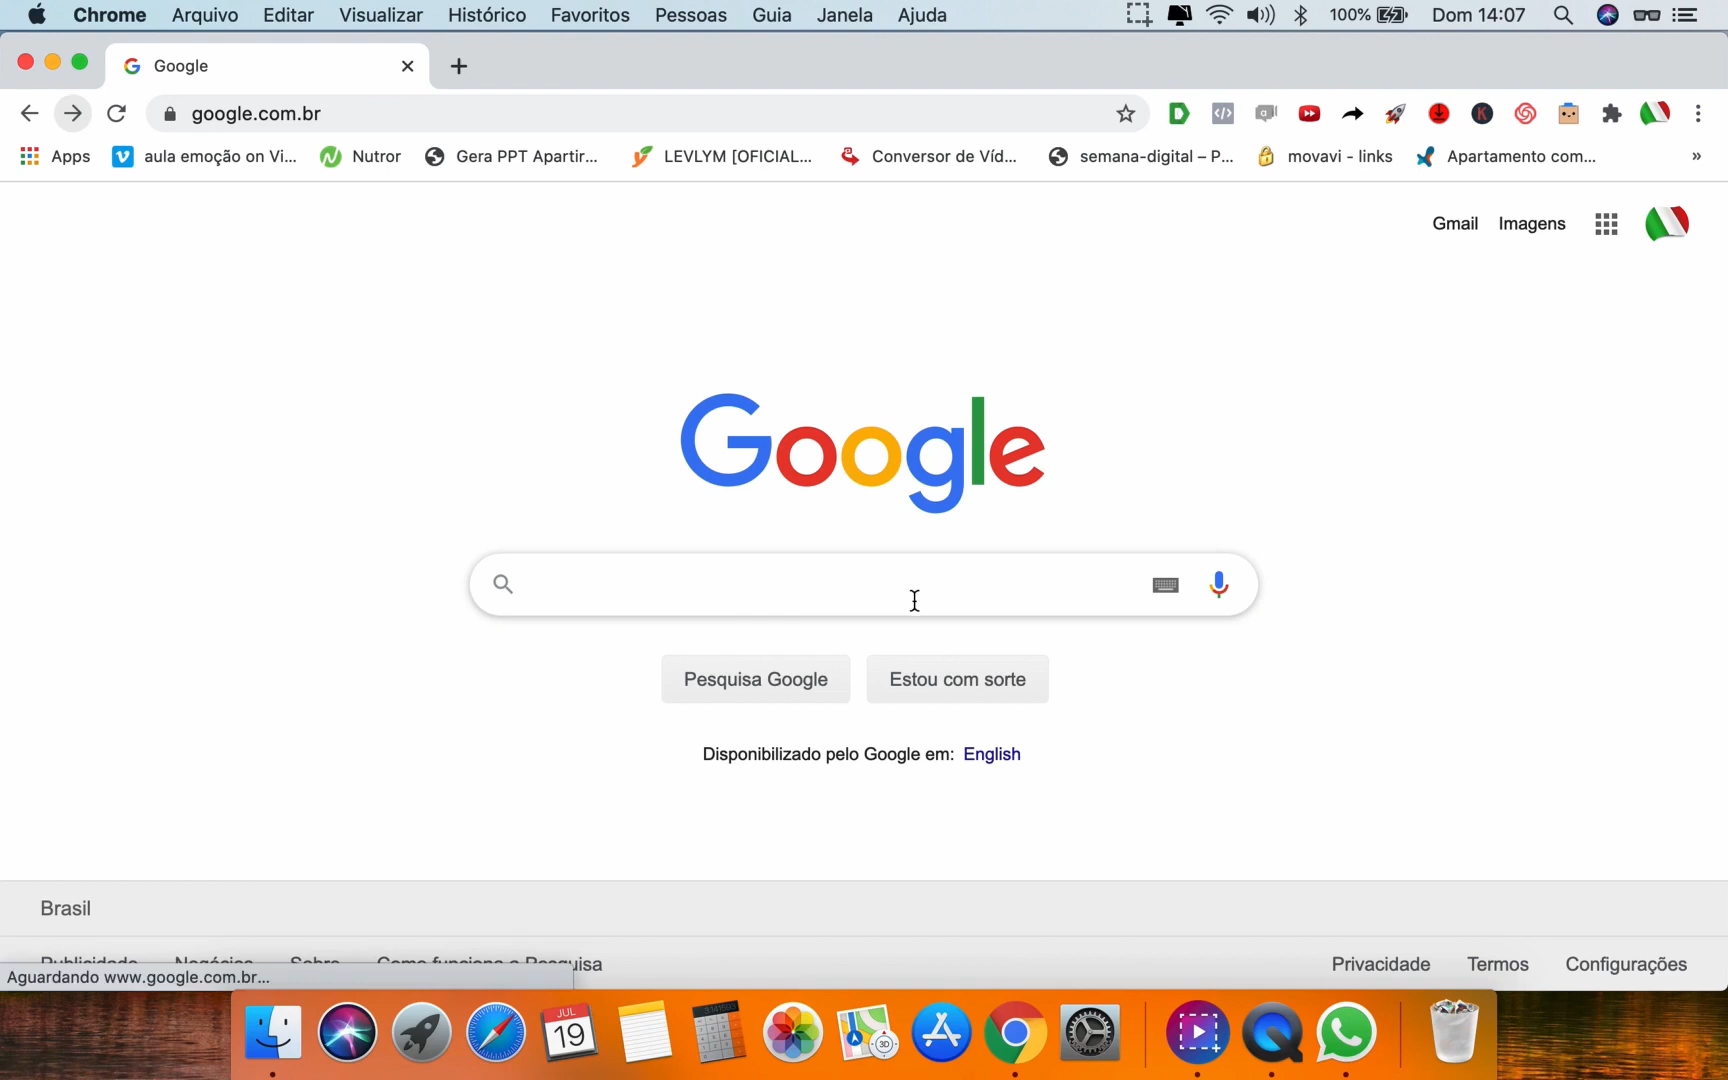 Chrome Arquivo Editar Visualizar Histórico Favoritos Pessoas Guia Janela Ajuda 100% Dom 14:07
Google
google.com.br
Apps aula emoção on Vi... Nutror Gera PPT Apartir... LEVLYM [OFICIAL... Conversor de Víd... semana-digital – P... movavi - links Apartamento com... »
Gmail Imagens
Google
Pesquisa Google Estou com sorte
Disponibilizado pelo Google em: English
Brasil
Publicidade Negócios Sobre Como funciona a Pesquisa Privacidade Termos Configurações
Aguardando www.google.com.br...
JUL
19
3D